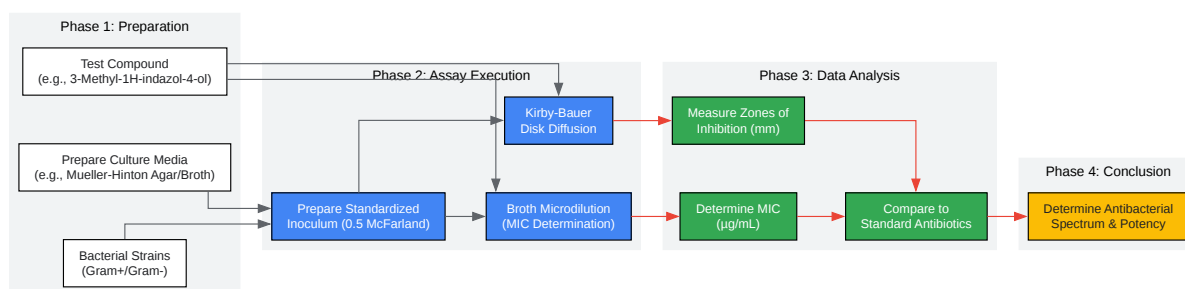 Phase 1: Preparation
Test Compound
(e.g., 3-Methyl-1H-indazol-4-ol)
Prepare Culture Media
(e.g., Mueller-Hinton Agar/Broth)
Bacterial Strains
(Gram+/Gram-)
Phase 2: Assay Execution
Kirby-Bauer
Disk Diffusion
Prepare Standardized
Inoculum (0.5 McFarland)
Broth Microdilution
(MIC Determination)
Phase 3: Data Analysis
Measure Zones of
Inhibition (mm)
Determine MIC
(µg/mL)
Compare to
Standard Antibiotics
Phase 4: Conclusion
Determine Antibacterial
Spectrum & Potency